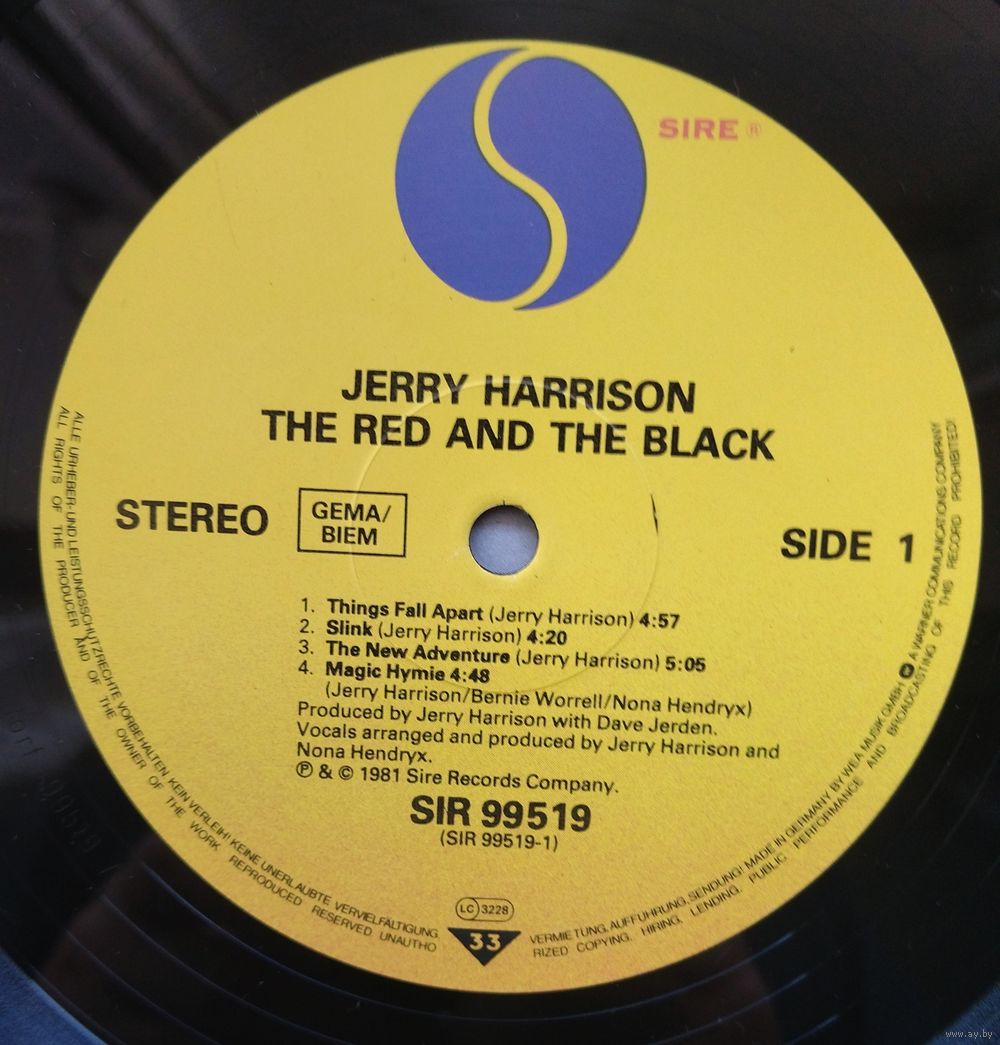 SIRE ®
JERRY HARRISON
THE RED AND THE BLACK
STEREO
GEMA/
BIEM
SIDE 1
1. Things Fall Apart (Jerry Harrison) 4:57
2. Slink (Jerry Harrison) 4:20
3. The New Adventure (Jerry Harrison) 5:05
4. Magic Hymie 4:48
(Jerry Harrison/Bernie Worrell/Nona Hendryx)
Produced by Jerry Harrison with Dave Jerden.
Vocals arranged and produced by Jerry Harrison and
Nona Hendryx.
℗ & © 1981 Sire Records Company.
SIR 99519
(SIR 99519-1)
LC 3228
33
ALLE URHEBER- UND LEISTUNGSSCHUTZRECHTE VORBEHALTEN KEIN VERLEIH! KEINE UNERLAUBTE VERVIELFÄLTIGUNG, VERMIETUNG, AUFFÜHRUNG, SENDUNG! MADE IN GERMANY BY WEA MUSIK GMBH A WARNER COMMUNICATIONS COMPANY
ALL RIGHTS OF THE PRODUCER AND OF THE OWNER OF THE WORK REPRODUCED RESERVED. UNAUTHORIZED COPYING, HIRING, LENDING, PUBLIC PERFORMANCE AND BROADCASTING OF THIS RECORD PROHIBITED!
www.ay.by